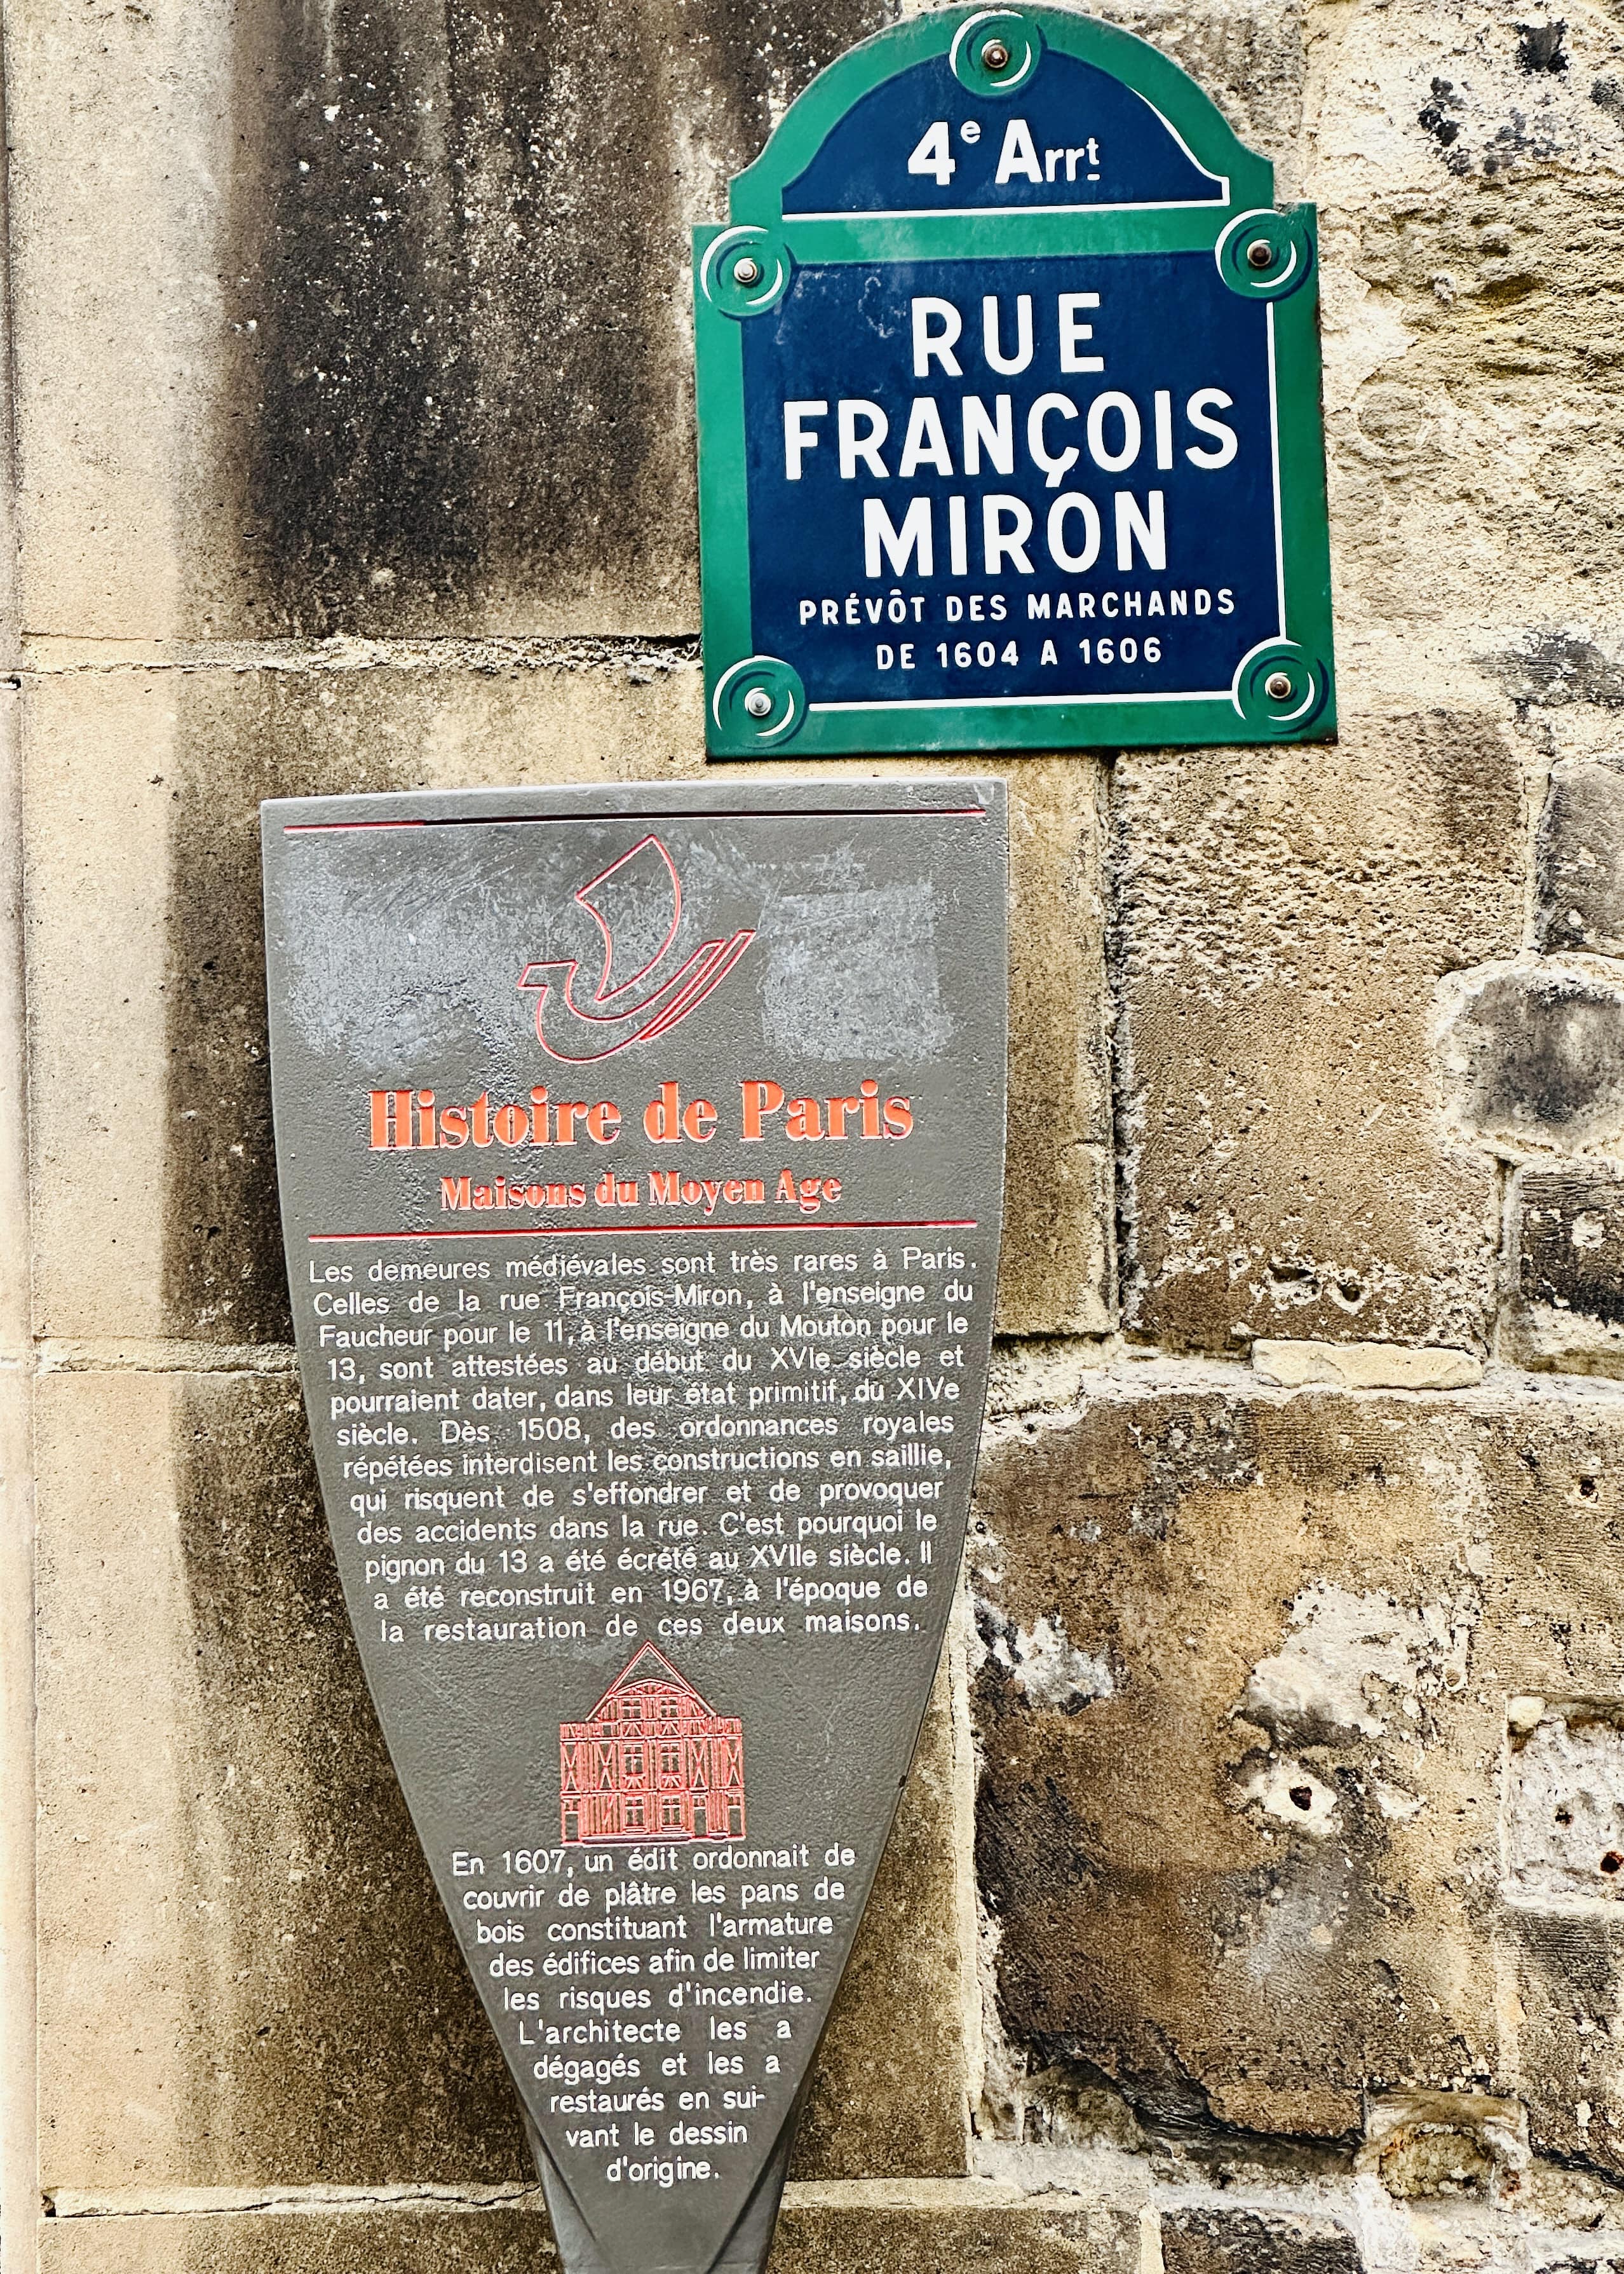 4e Arrt
RUE
FRANÇOIS
MIRON
PRÉVÔT DES MARCHANDS
DE 1604 A 1606
Histoire de Paris
Maisons du Moyen Age
Les demeures médiévales sont très rares à Paris.
Celles de la rue François-Miron, à l'enseigne du
Faucheur pour le 11, à l'enseigne du Mouton pour le
13, sont attestées au début du XVIe siècle et
pourraient dater, dans leur état primitif, du XIVe
siècle. Dès 1508, des ordonnances royales
répétées interdisent les constructions en saillie,
qui risquent de s'effondrer et de provoquer
des accidents dans la rue. C'est pourquoi le
pignon du 13 a été écrété au XVIIe siècle. Il
a été reconstruit en 1967, à l'époque de
la restauration de ces deux maisons.
En 1607, un édit ordonnait de
couvrir de plâtre les pans de
bois constituant l'armature
des édifices afin de limiter
les risques d'incendie.
L'architecte les a
dégagés et les a
restaurés en sui-
vant le dessin
d'origine.